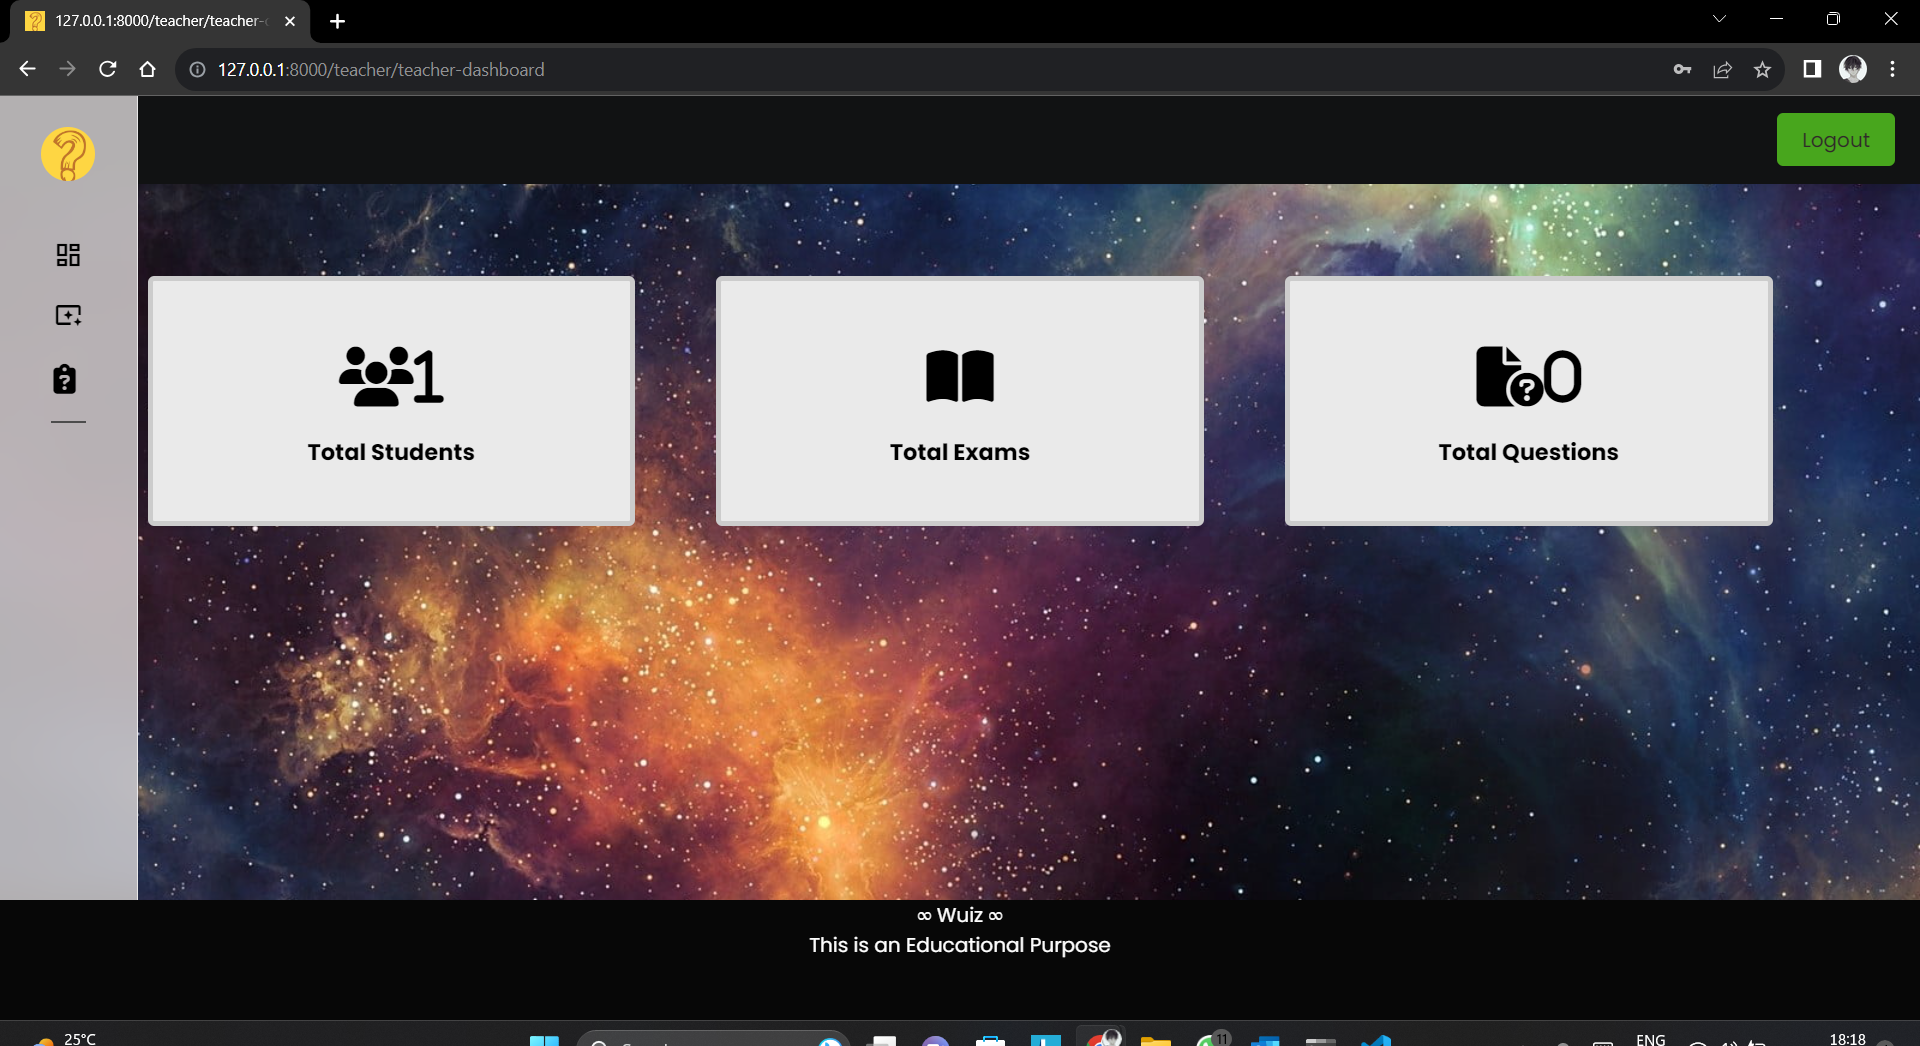 127.0.0.1:8000/teacher/teacher-
127.0.0.1:8000/teacher/teacher-dashboard
Logout
1
0
Total Students
Total Exams
Total Questions
∞ Wuiz ∞
This is an Educational Purpose
25°C
11
ENG
18:18